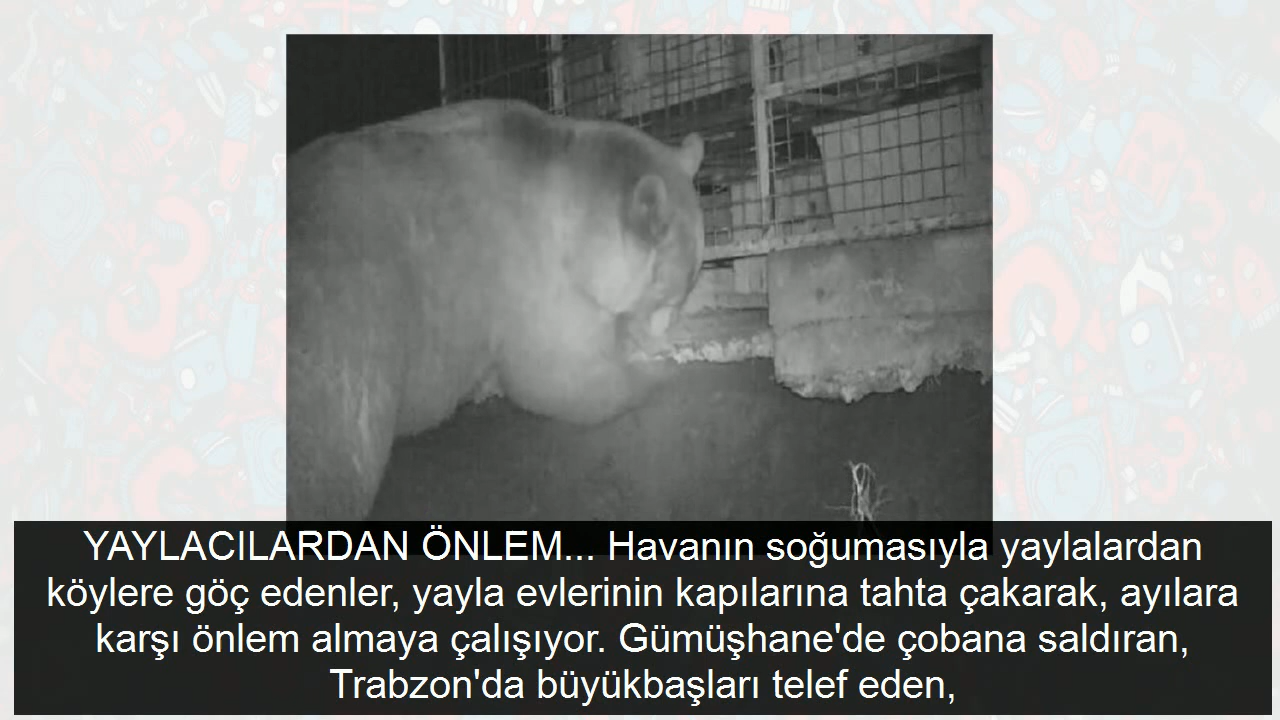 YAYLACILARDAN ÖNLEM... Havanın soğumasıyla yaylalardan
köylere göç edenler, yayla evlerinin kapılarına tahta çakarak, ayılara
karşı önlem almaya çalışıyor. Gümüşhane'de çobana saldıran,
Trabzon'da büyükbaşları telef eden,